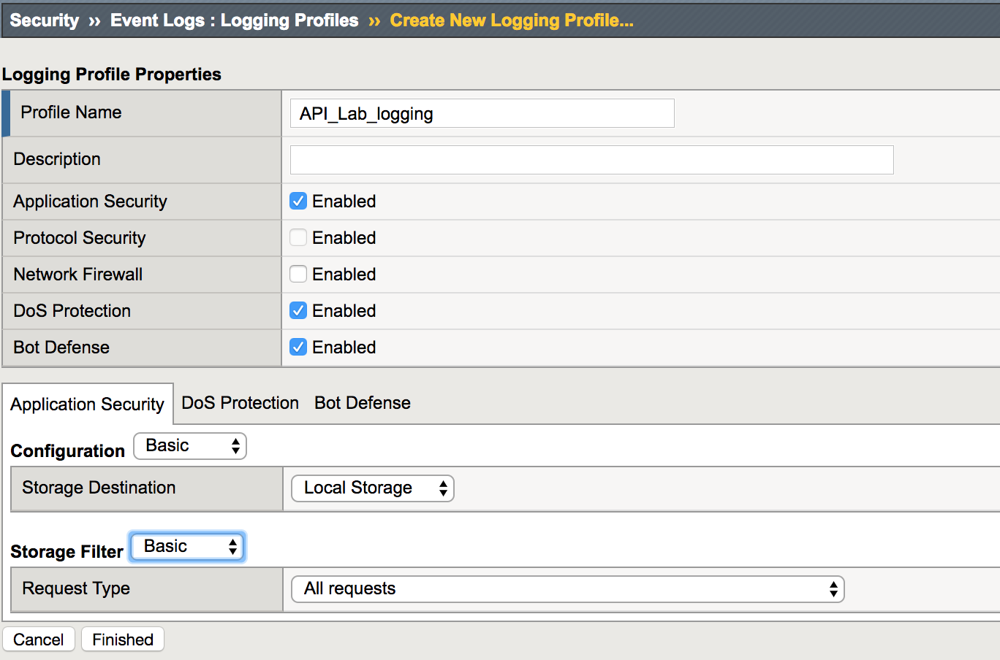 Security ›› Event Logs : Logging Profiles ›› Create New Logging Profile...
Logging Profile Properties
Profile Name API_Lab_logging
Description
Application Security Enabled
Protocol Security Enabled
Network Firewall Enabled
DoS Protection Enabled
Bot Defense Enabled
Application Security DoS Protection Bot Defense
Configuration Basic
Storage Destination Local Storage
Storage Filter Basic
Request Type All requests
Cancel Finished